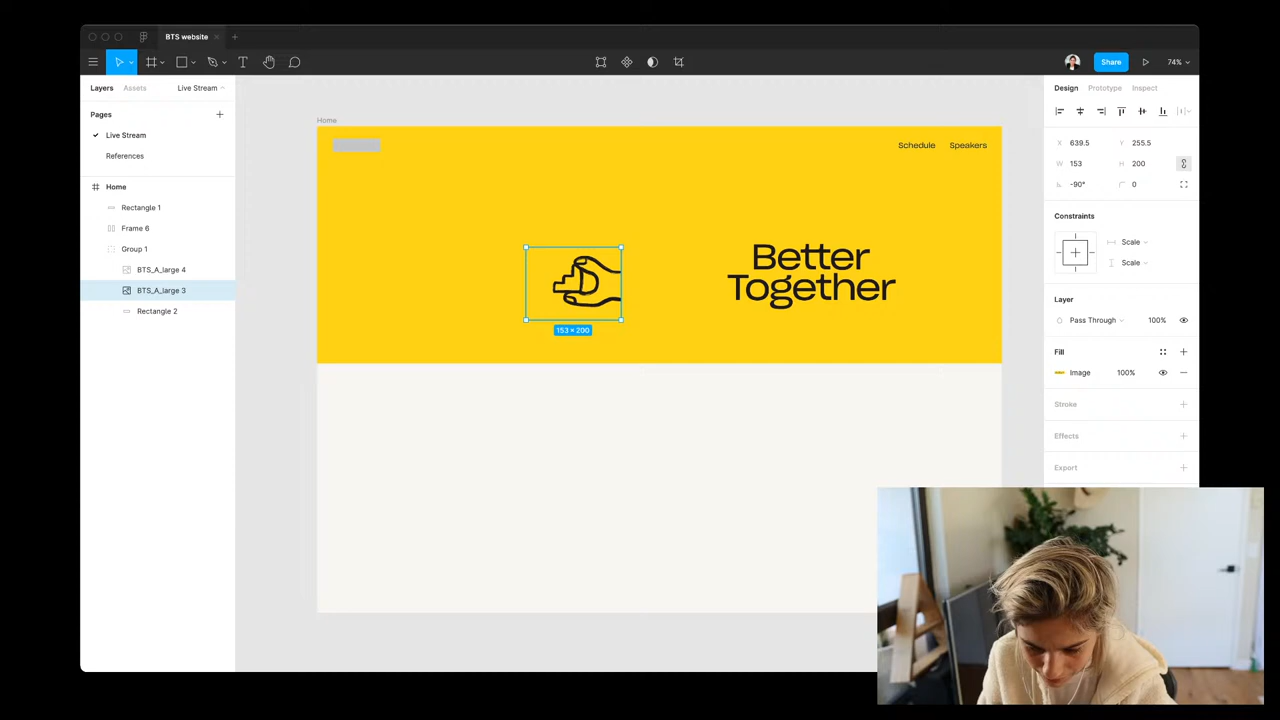 BTS website
Share
74%
Layers
Assets
Live Stream
Pages
Live Stream
References
Home
Rectangle 1
Frame 6
Group 1
BTS_A_large 4
BTS_A_large 3
Rectangle 2
Home
Schedule
Speakers
Better
Together
153 × 200
Design
Prototype
Inspect
X 639.5
Y 255.5
W 153
H 200
-90°
0
Constraints
Scale
Scale
Layer
Pass Through
100%
Fill
Image
100%
Stroke
Effects
Export